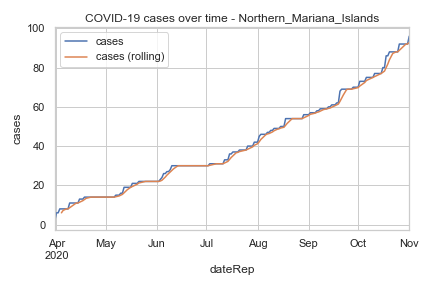 COVID-19 cases over time - Northern_Mariana_Islands
cases
cases (rolling)
cases
100
80
60
40
20
0
Apr May Jun Jul Aug Sep Oct Nov
2020
dateRep